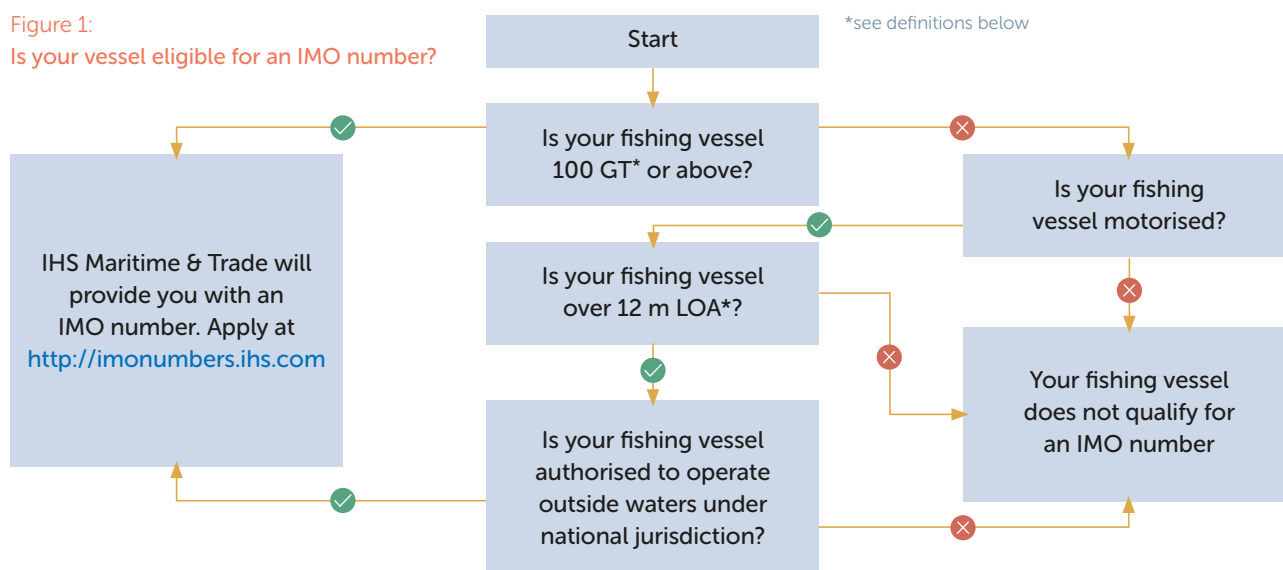 Figure 1:
Is your vessel eligible for an IMO number?
*see definitions below
Start
Is your fishing vessel
100 GT* or above?
Is your fishing
vessel motorised?
IHS Maritime & Trade will
provide you with an
IMO number. Apply at
http://imonumbers.ihs.com
Is your fishing vessel
over 12 m LOA*?
Your fishing vessel
does not qualify for
an IMO number
Is your fishing vessel
authorised to operate
outside waters under
national jurisdiction?